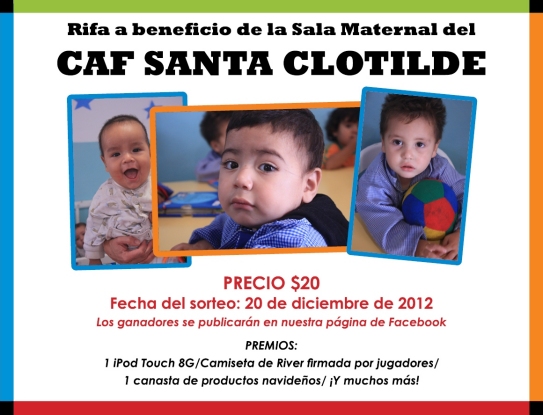 Rifa a beneficio de la Sala Maternal del
CAF SANTA CLOTILDE
PRECIO $20
Fecha del sorteo: 20 de diciembre de 2012
Los ganadores se publicarán en nuestra página de Facebook
PREMIOS:
1 iPod Touch 8G/Camiseta de River firmada por jugadores/
1 canasta de productos navideños/ ¡Y muchos más!